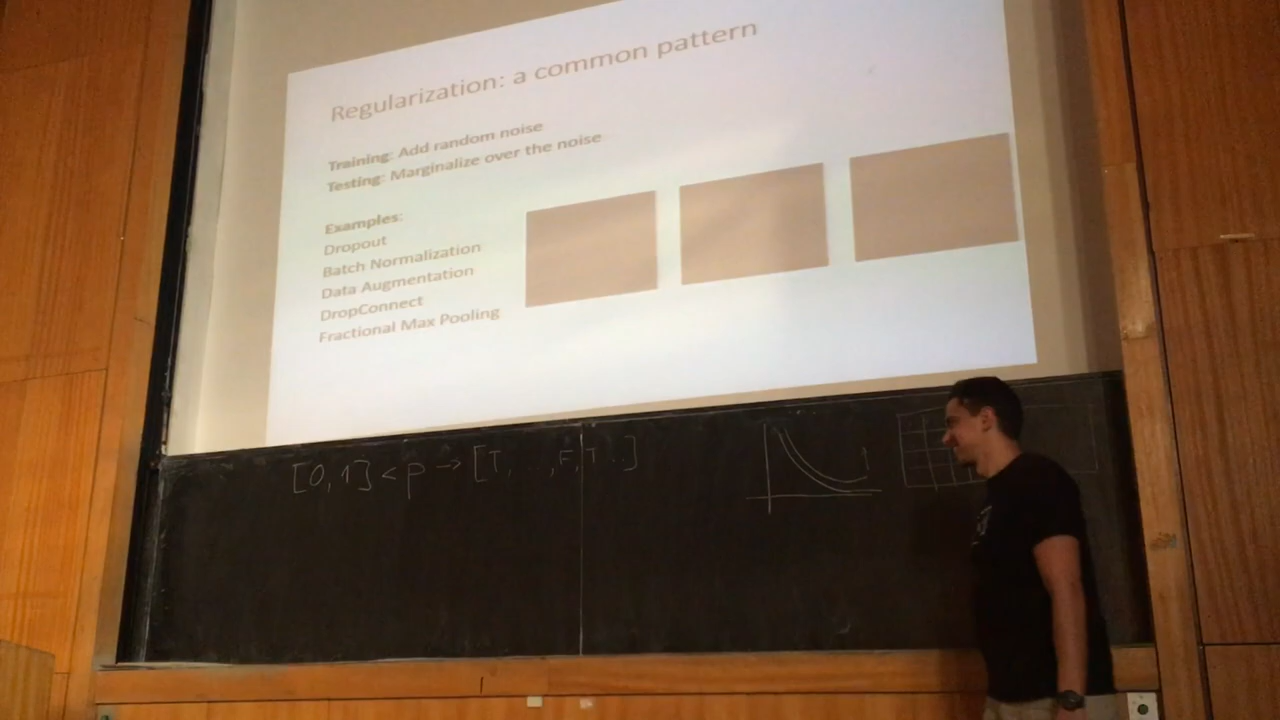 Regularization: a common pattern
Training: Add random noise
Testing: Marginalize over the noise
Examples:
Dropout
Batch Normalization
Data Augmentation
DropConnect
Fractional Max Pooling
[0,1] < p → [T, ..., F, T ..]